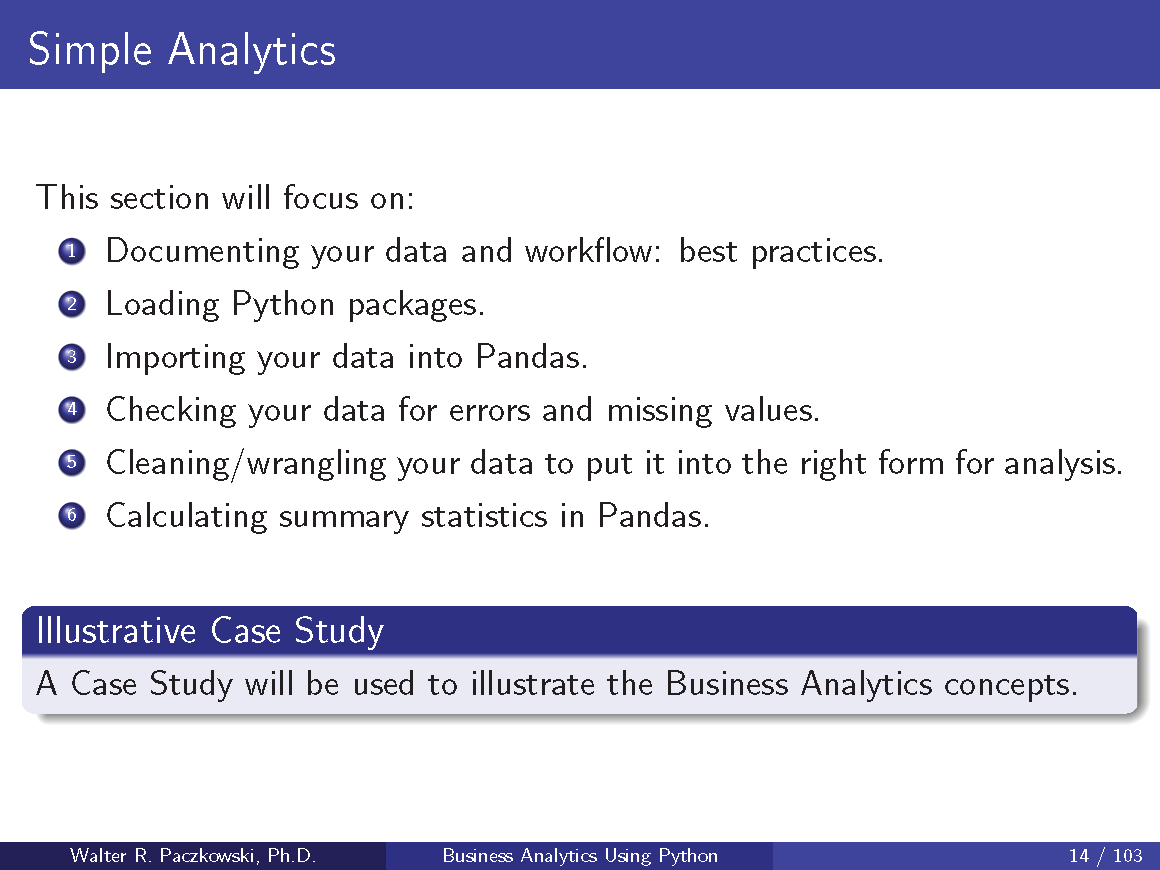 Simple Analytics
This section will focus on:
1 Documenting your data and workflow: best practices.
2 Loading Python packages.
3 Importing your data into Pandas.
4 Checking your data for errors and missing values.
5 Cleaning/wrangling your data to put it into the right form for analysis.
6 Calculating summary statistics in Pandas.
Illustrative Case Study
A Case Study will be used to illustrate the Business Analytics concepts.
Walter R. Paczkowski, Ph.D. Business Analytics Using Python 14 / 103